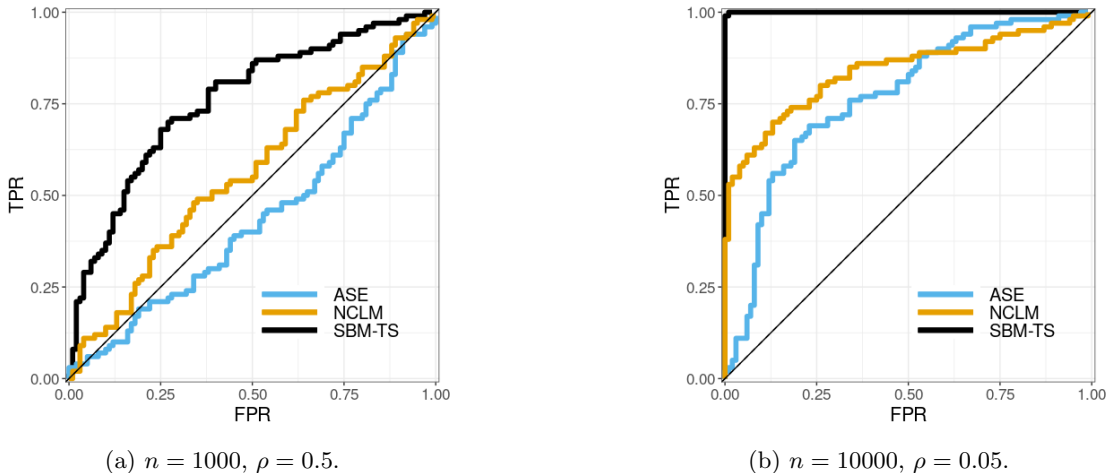 1.00
0.75
0.50
0.25
0.00
TPR
ASE
NCLM
SBM-TS
0.00 0.25 0.50 0.75 1.00
FPR
(a) n = 1000, ρ = 0.5.
1.00
0.75
0.50
0.25
0.00
TPR
ASE
NCLM
SBM-TS
0.00 0.25 0.50 0.75 1.00
FPR
(b) n = 10000, ρ = 0.05.